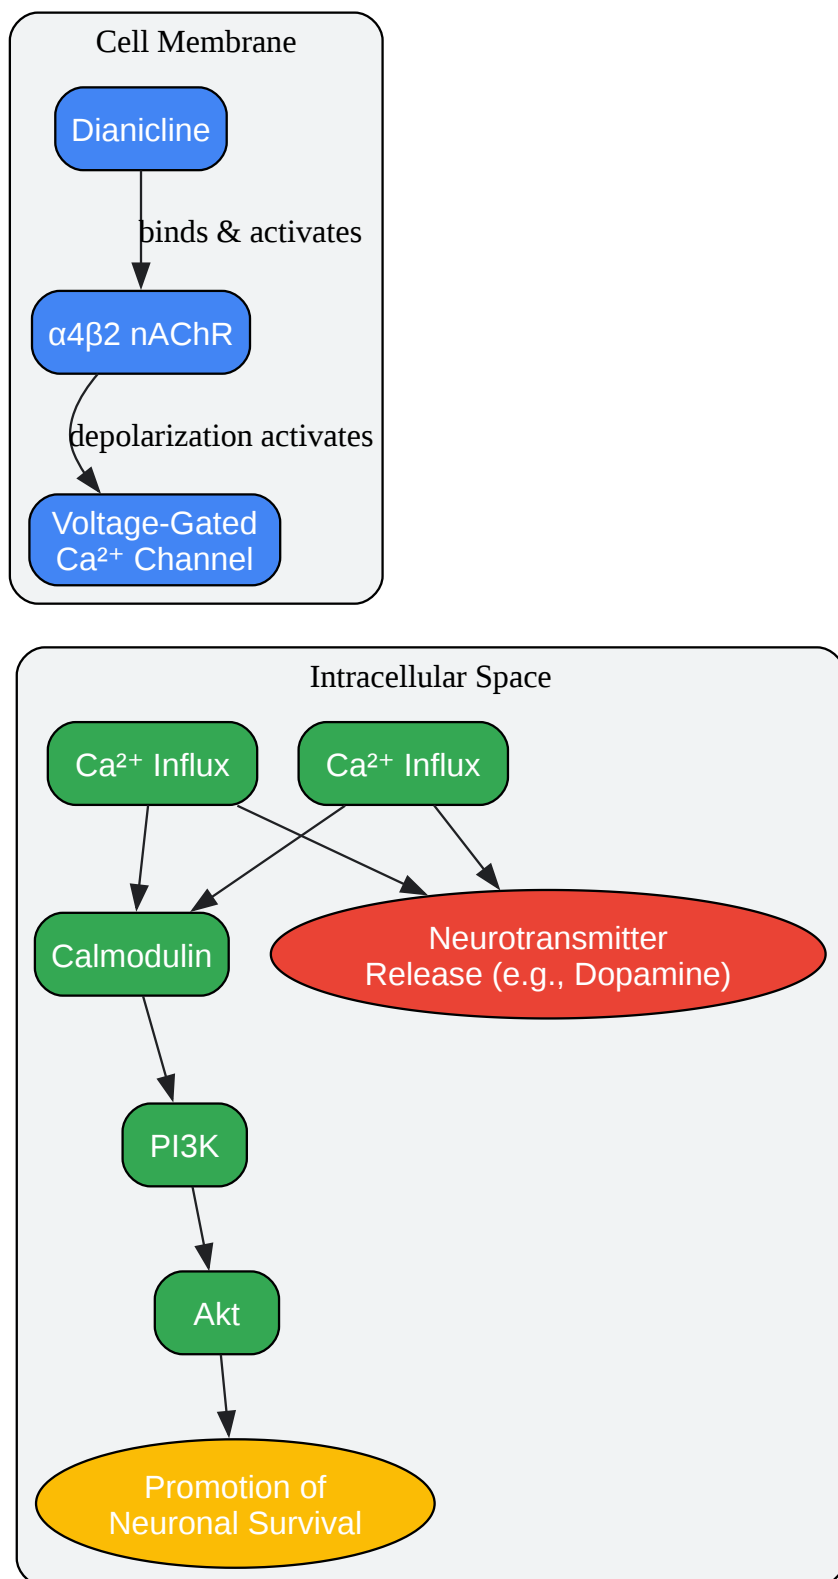 Cell Membrane
Dianicline
binds & activates
α4β2 nAChR
depolarization activates
Voltage-Gated
Ca²⁺ Channel
Intracellular Space
Ca²⁺ Influx
Ca²⁺ Influx
Calmodulin
Neurotransmitter
Release (e.g., Dopamine)
PI3K
Akt
Promotion of
Neuronal Survival